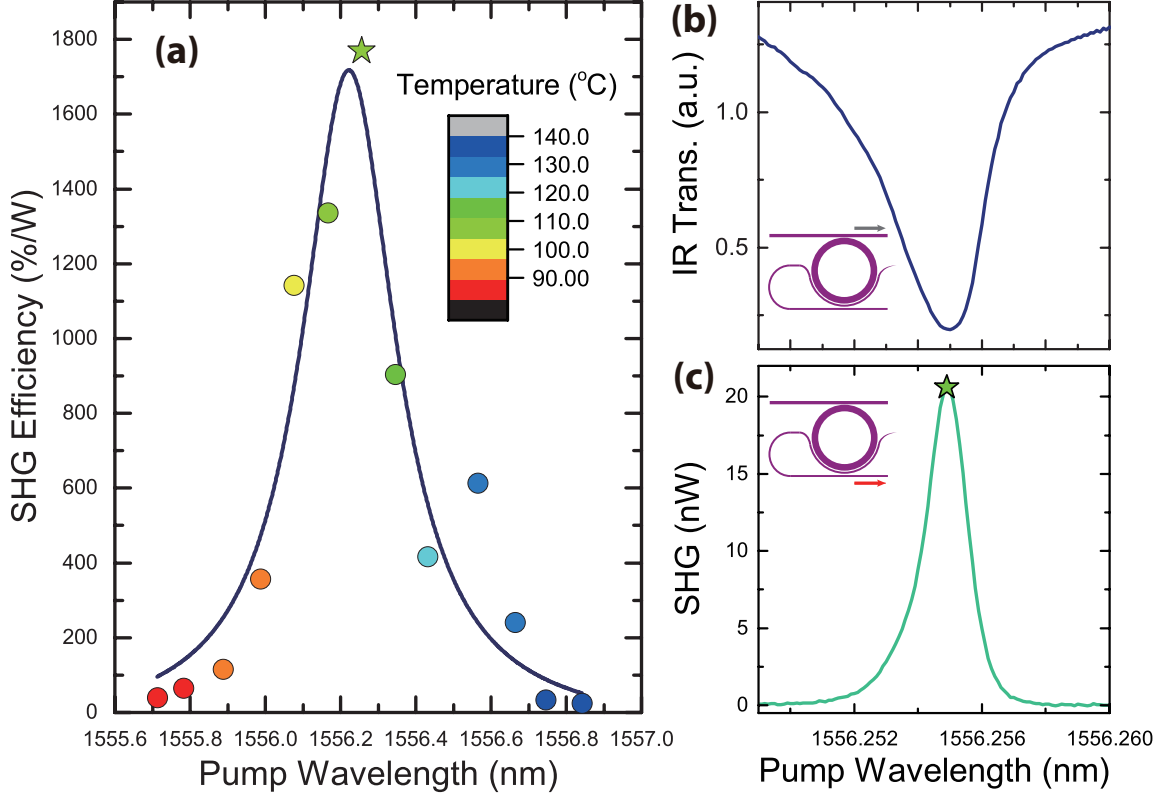 (a)
Temperature (°C)
140.0
130.0
120.0
110.0
100.0
90.00
SHG Efficiency (%/W)
1800
1600
1400
1200
1000
800
600
400
200
0
1555.6 1555.8 1556.0 1556.2 1556.4 1556.6 1556.8 1557.0
Pump Wavelength (nm)
(b)
IR Trans. (a.u.)
1.0
0.5
(c)
SHG (nW)
20
15
10
5
0
1556.252 1556.256 1556.260
Pump Wavelength (nm)